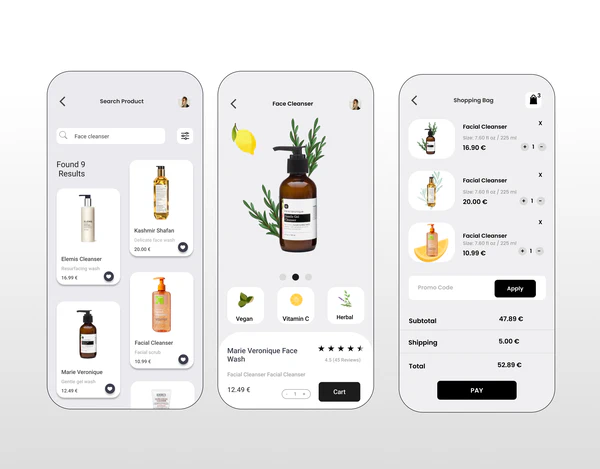 Search Product
Face cleanser
Found 9
Results
Elemis Cleanser
Resurfacing wash
16.99 €
Marie Veronique
Gentle gel wash
12.49 €
Kashmir Shafan
Delicate face wash
20.00 €
Facial Cleanser
Facial scrub
10.99 €
Face Cleanser
Vegan
Vitamin C
Herbal
Marie Veronique Face
Wash
4.5 (45 Reviews)
Facial Cleanser Facial Cleanser
12.49 €
- 1 +
Cart
Shopping Bag
3
Facial Cleanser
x
Size: 7.60 fl oz / 225 ml
16.90 €
+ 1 -
Facial Cleanser
x
Size: 7.60 fl oz / 225 ml
20.00 €
+ 1 -
Facial Cleanser
x
Size: 7.60 fl oz / 225 ml
10.99 €
+ 1 -
Promo Code
Apply
Subtotal
47.89 €
Shipping
5.00 €
Total
52.89 €
PAY